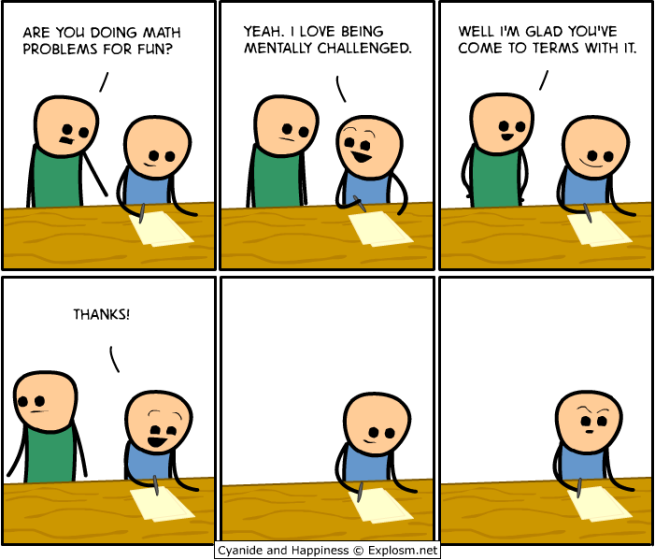 ARE YOU DOING MATH
PROBLEMS FOR FUN?
YEAH. I LOVE BEING
MENTALLY CHALLENGED.
WELL I'M GLAD YOU'VE
COME TO TERMS WITH IT.
THANKS!
Cyanide and Happiness © Explosm.net